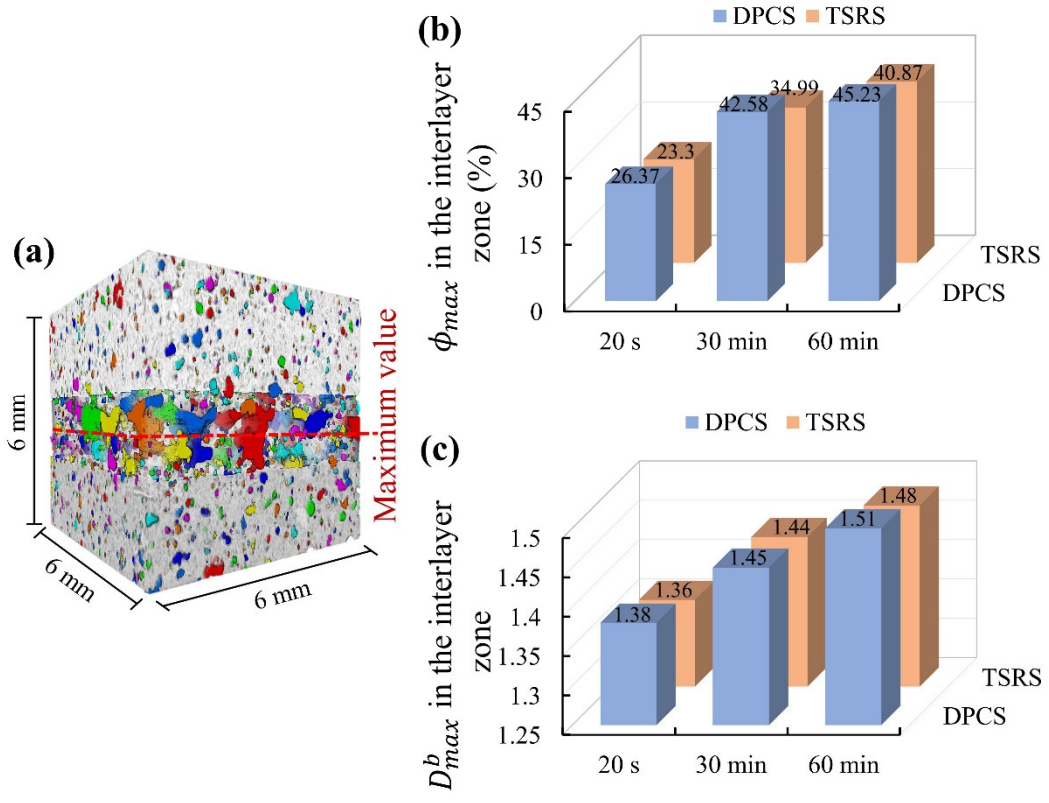 (a)
6 mm
6 mm
6 mm
Maximum value
(b)
DPCS TSRS
ϕmax in the interlayer
zone (%)
45
30
15
0
26.37
23.3
42.58
34.99
45.23
40.87
20 s 30 min 60 min
TSRS
DPCS
(c)
DPCS TSRS
D^b_max in the interlayer
zone
1.5
1.45
1.4
1.35
1.3
1.25
1.38
1.36
1.45
1.44
1.51
1.48
20 s 30 min 60 min
TSRS
DPCS